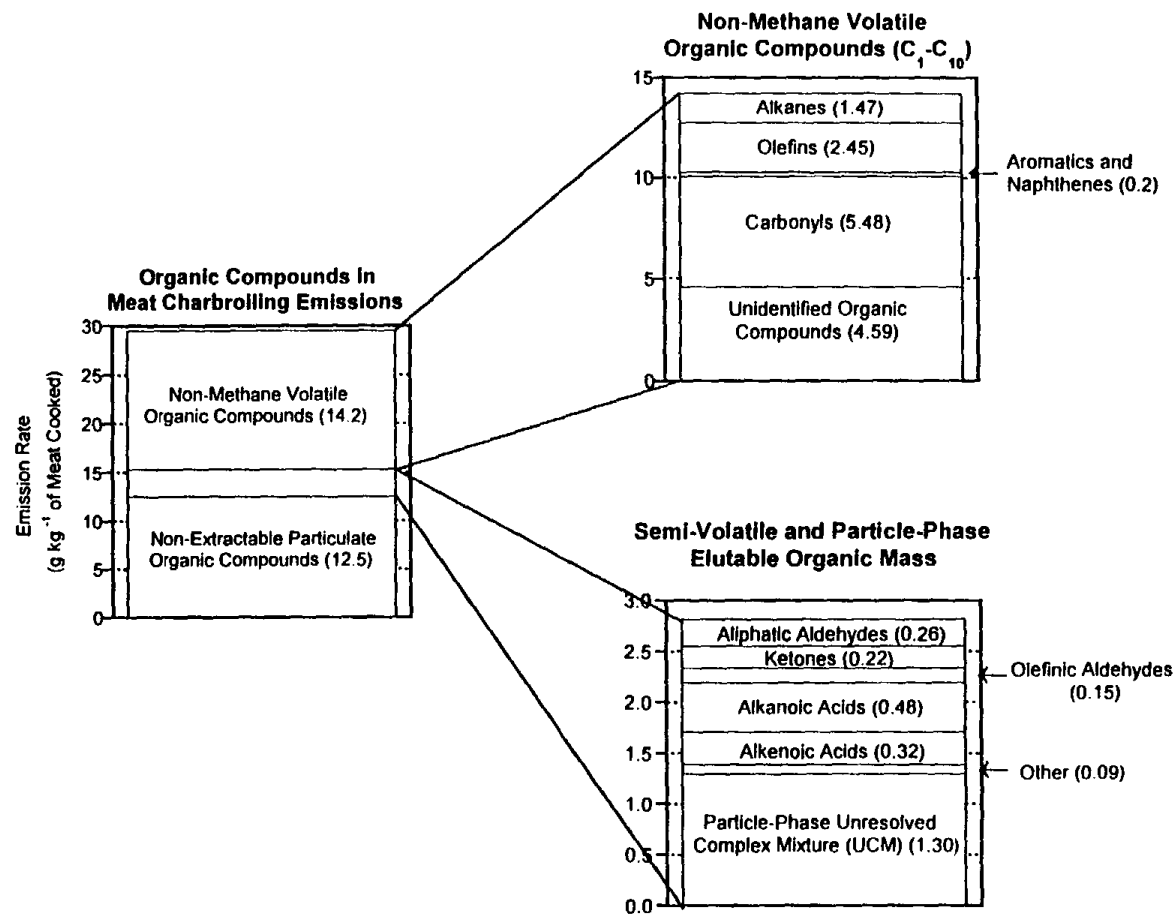 Non-Methane Volatile
Organic Compounds (C₁-C₁₀)
15
10
5
0
Alkanes (1.47)
Olefins (2.45)
Aromatics and
Naphthenes (0.2)
Carbonyls (5.48)
Unidentified Organic
Compounds (4.59)
Organic Compounds in
Meat Charbroiling Emissions
Emission Rate
(g kg⁻¹ of Meat Cooked)
30
25
20
15
10
5
0
Non-Methane Volatile
Organic Compounds (14.2)
Non-Extractable Particulate
Organic Compounds (12.5)
Semi-Volatile and Particle-Phase
Elutable Organic Mass
3.0
2.5
2.0
1.5
1.0
0.5
0.0
Aliphatic Aldehydes (0.26)
Ketones (0.22)
Olefinic Aldehydes
(0.15)
Alkanoic Acids (0.48)
Alkenoic Acids (0.32)
Other (0.09)
Particle-Phase Unresolved
Complex Mixture (UCM) (1.30)